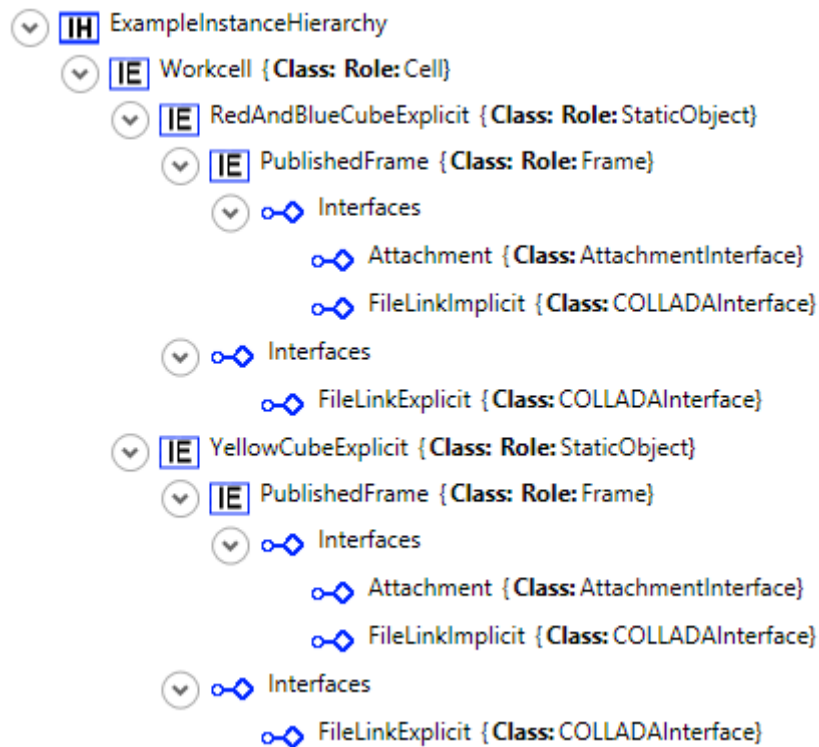 IH ExampleInstanceHierarchy
IE Workcell {Class: Role: Cell}
IE RedAndBlueCubeExplicit {Class: Role: StaticObject}
IE PublishedFrame {Class: Role: Frame}
Interfaces
Attachment {Class: AttachmentInterface}
FileLinkImplicit {Class: COLLADAInterface}
Interfaces
FileLinkExplicit {Class: COLLADAInterface}
IE YellowCubeExplicit {Class: Role: StaticObject}
IE PublishedFrame {Class: Role: Frame}
Interfaces
Attachment {Class: AttachmentInterface}
FileLinkImplicit {Class: COLLADAInterface}
Interfaces
FileLinkExplicit {Class: COLLADAInterface}